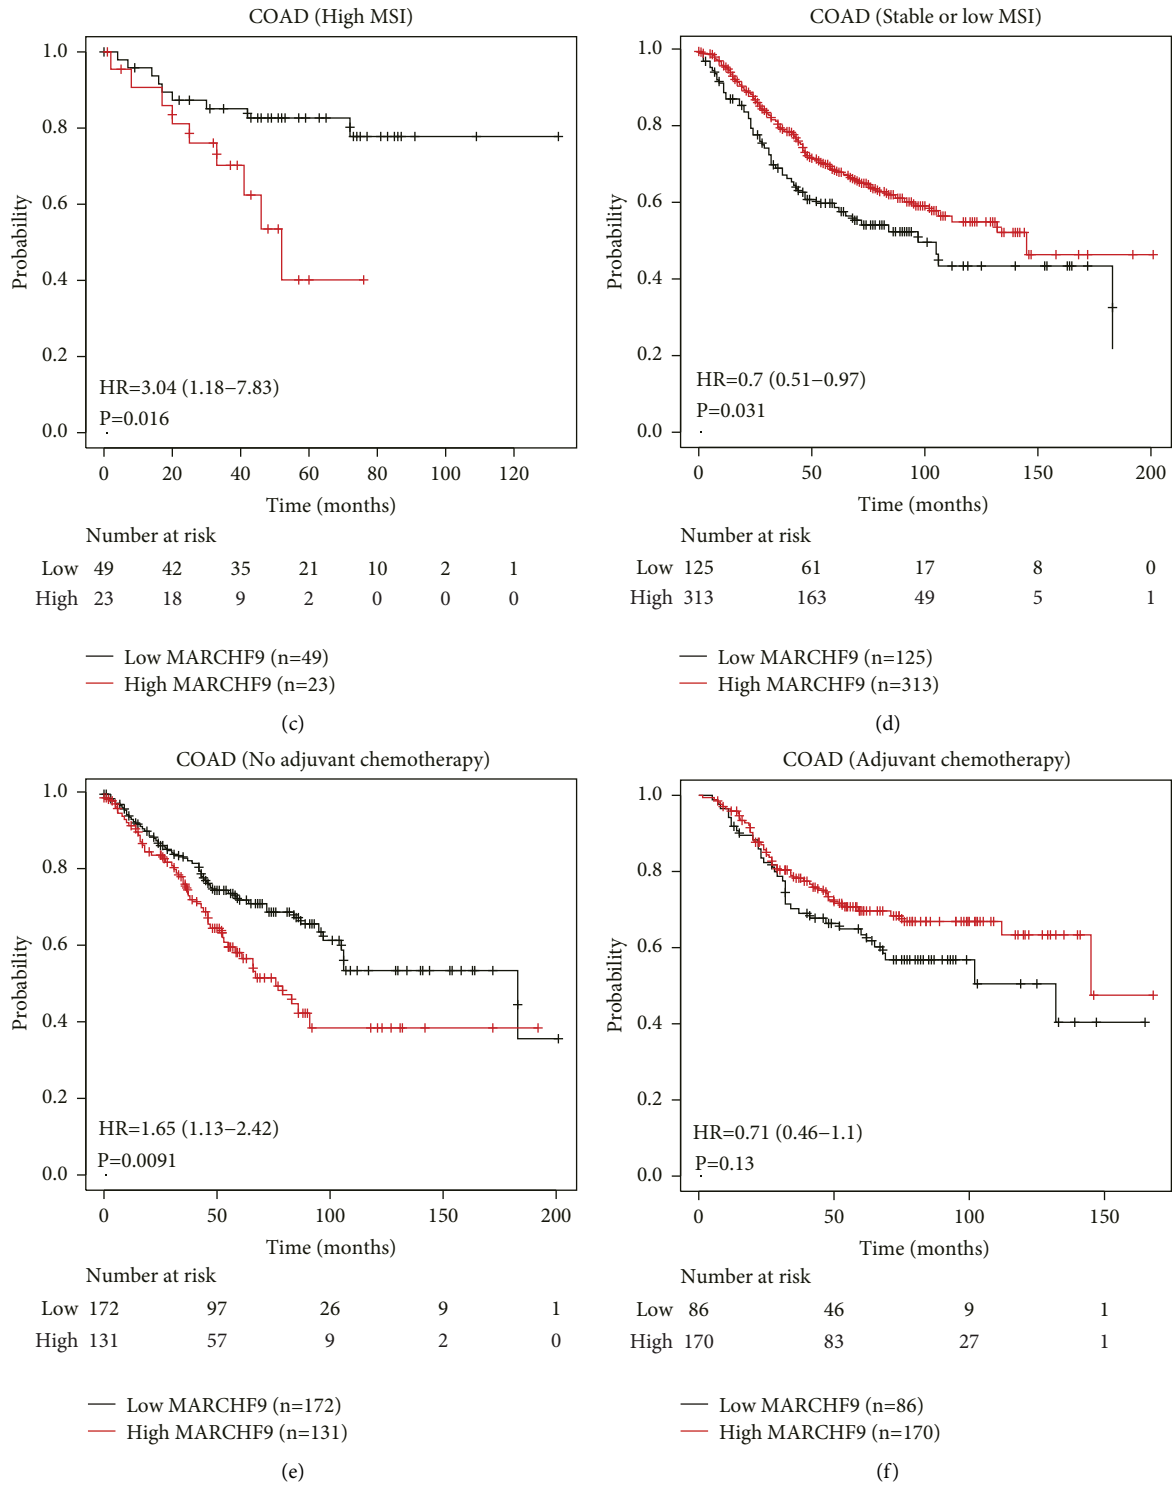 COAD (High MSI)
1.0
0.8
0.6
0.4
0.2
0.0
Probability
HR=3.04 (1.18−7.83)
P=0.016
0 20 40 60 80 100 120
Time (months)
Number at risk
Low 49 42 35 21 10 2 1
High 23 18 9 2 0 0 0
Low MARCHF9 (n=49)
High MARCHF9 (n=23)
(c)
COAD (Stable or low MSI)
1.0
0.8
0.6
0.4
0.2
0.0
Probability
HR=0.7 (0.51−0.97)
P=0.031
0 50 100 150 200
Time (months)
Number at risk
Low 125 61 17 8 0
High 313 163 49 5 1
Low MARCHF9 (n=125)
High MARCHF9 (n=313)
(d)
COAD (No adjuvant chemotherapy)
1.0
0.8
0.6
0.4
0.2
0.0
Probability
HR=1.65 (1.13−2.42)
P=0.0091
0 50 100 150 200
Time (months)
Number at risk
Low 172 97 26 9 1
High 131 57 9 2 0
Low MARCHF9 (n=172)
High MARCHF9 (n=131)
(e)
COAD (Adjuvant chemotherapy)
1.0
0.8
0.6
0.4
0.2
0.0
Probability
HR=0.71 (0.46−1.1)
P=0.13
0 50 100 150
Time (months)
Number at risk
Low 86 46 9 1
High 170 83 27 1
Low MARCHF9 (n=86)
High MARCHF9 (n=170)
(f)